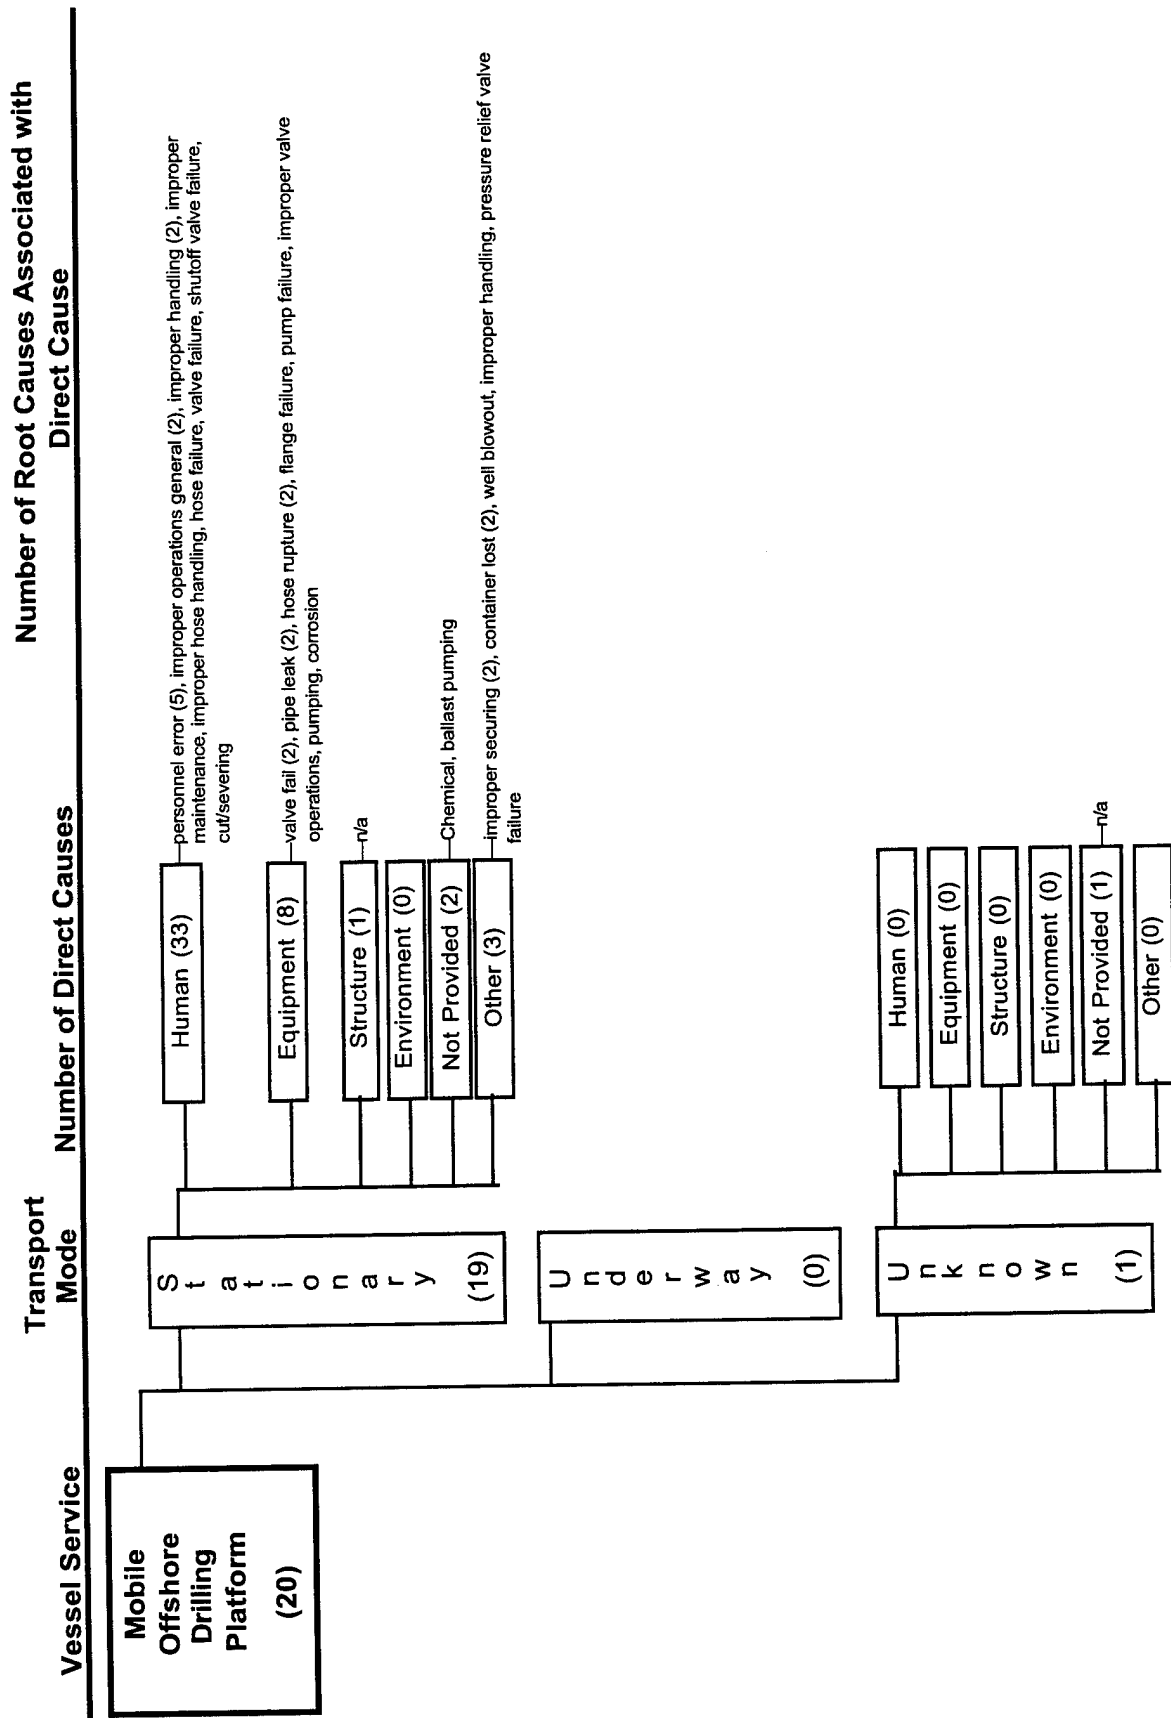 Number of Root Causes Associated with
Direct Cause
Transport
Mode
Vessel Service
Number of Direct Causes
Mobile
Offshore
Drilling
Platform
(20)
Stationary
(19)
Human (33)
personnel error (5), improper operations general (2), improper handling (2), improper
maintenance, improper hose handling, hose failure, valve failure, shutoff valve failure,
cut/severing
Equipment (8)
valve fail (2), pipe leak (2), hose rupture (2), flange failure, pump failure, improper valve
operations, pumping, corrosion
Structure (1)
n/a
Environment (0)
Not Provided (2)
Chemical, ballast pumping
Other (3)
improper securing (2), container lost (2), well blowout, improper handling, pressure relief valve
failure
Underway
(0)
Unknown
(1)
Human (0)
Equipment (0)
Structure (0)
Environment (0)
Not Provided (1)
n/a
Other (0)